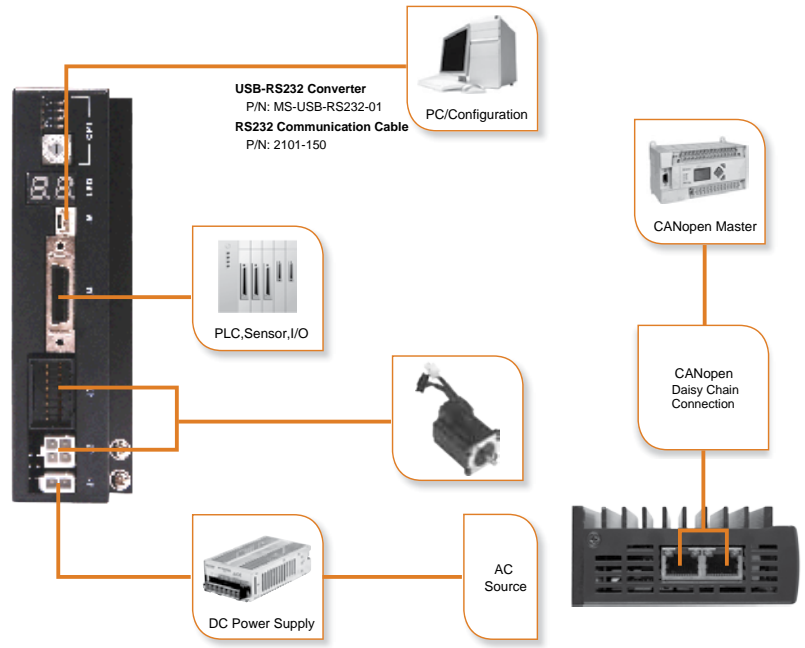 USB-RS232 Converter
P/N: MS-USB-RS232-01
RS232 Communication Cable
P/N: 2101-150
PC/Configuration
CANopen Master
PLC,Sensor,I/O
CANopen
Daisy Chain
Connection
DC Power Supply
AC
Source